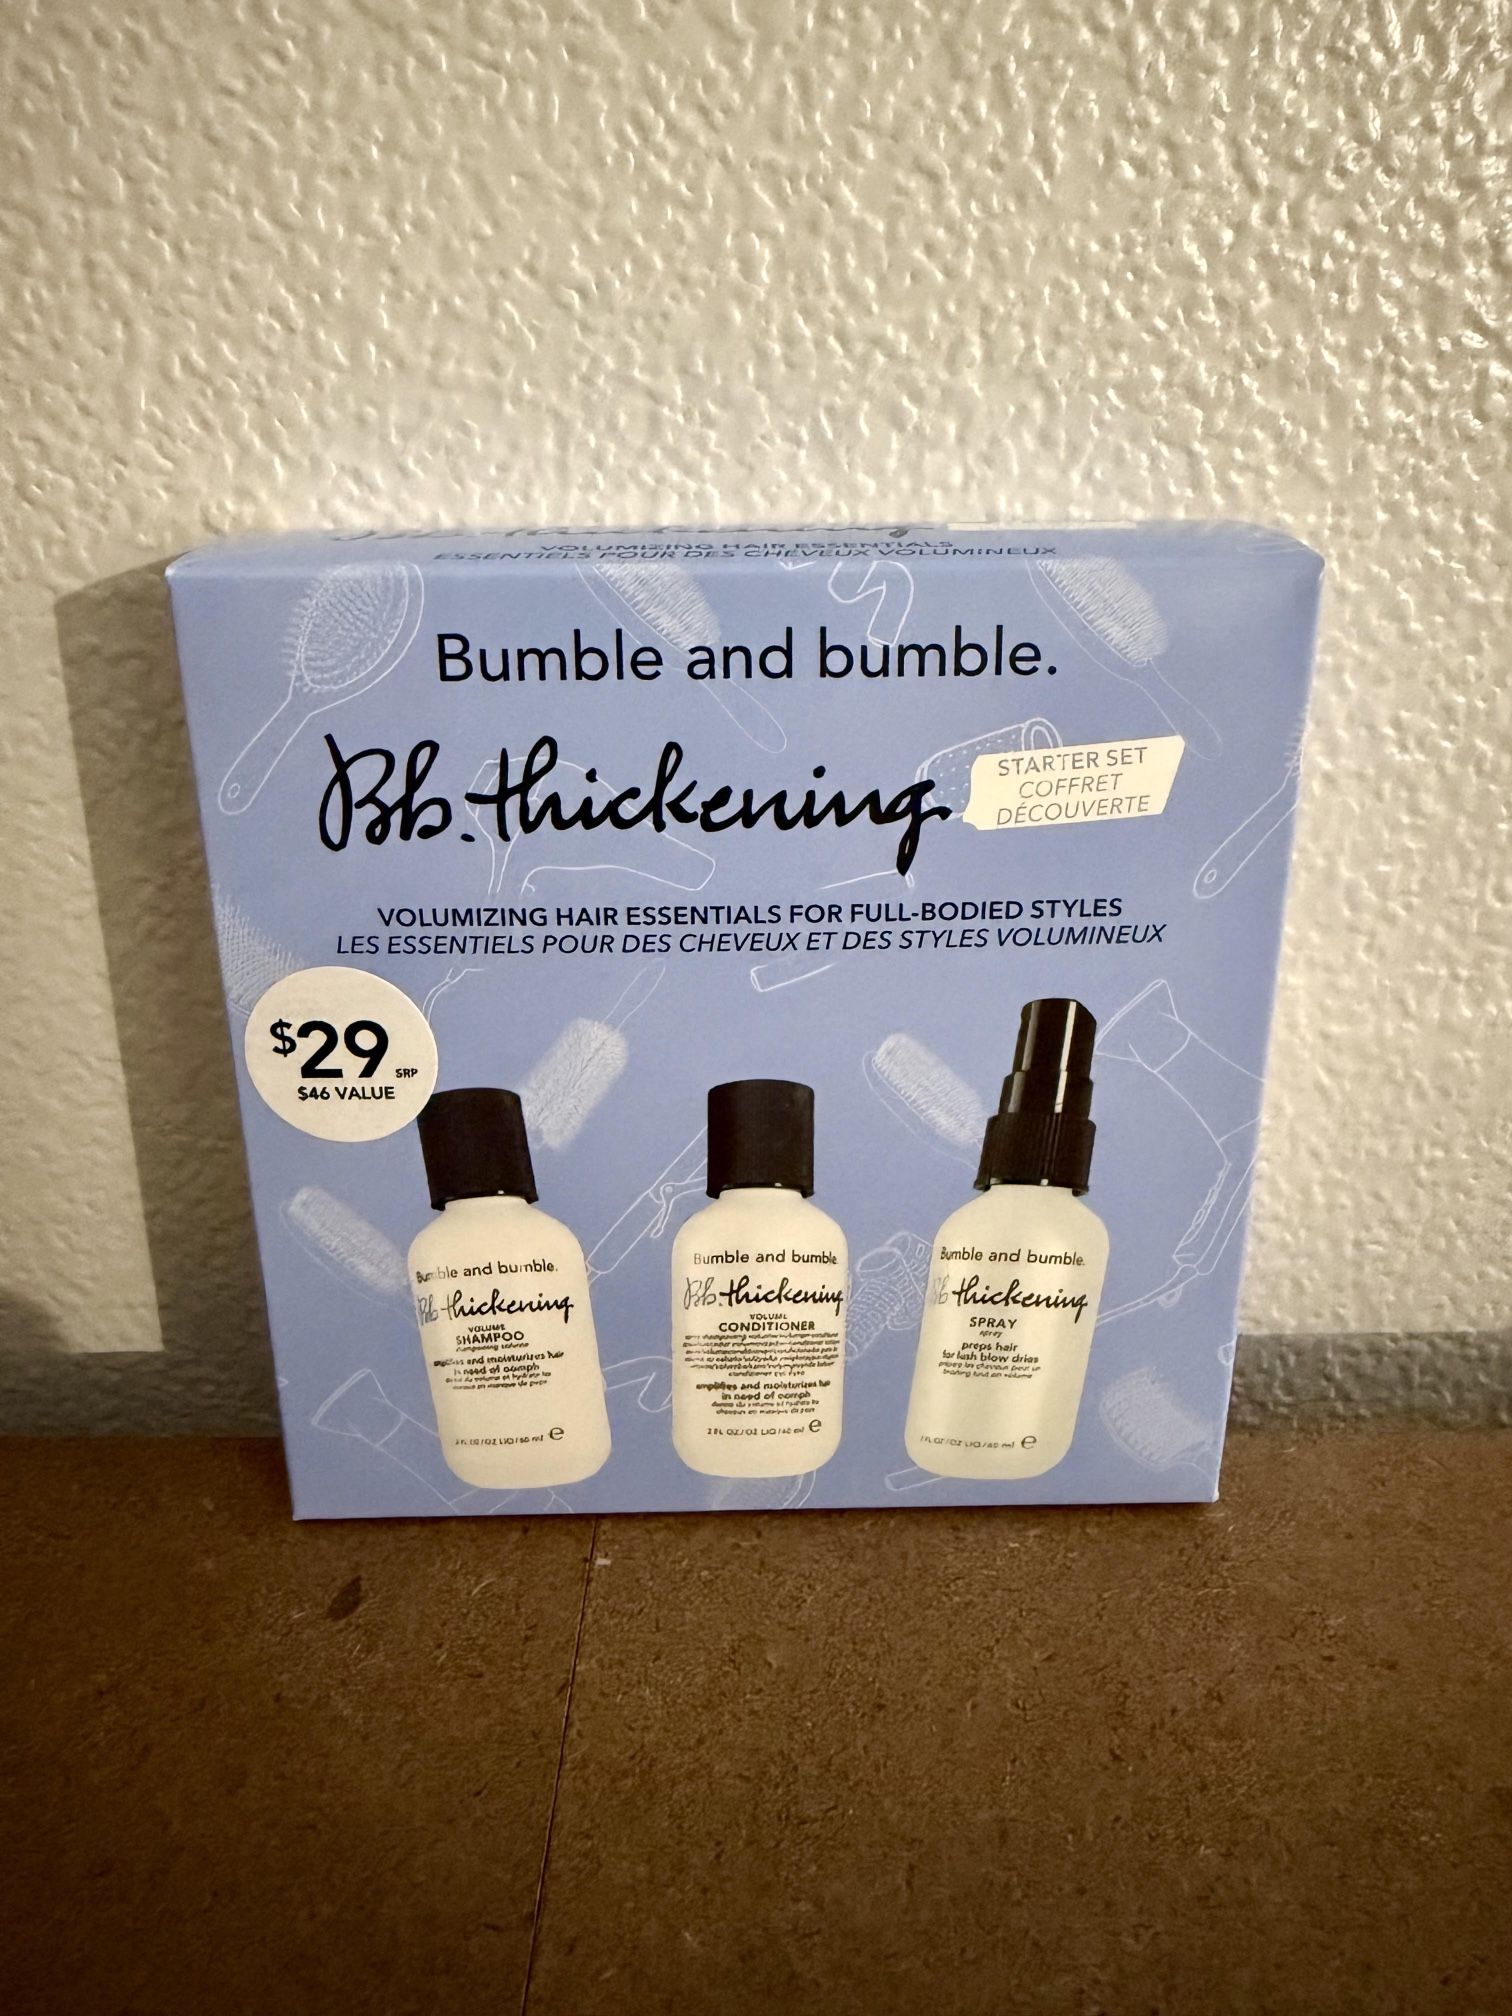 VOLUMIZING HAIR ESSENTIALS
ESSENTIELS POUR DES CHEVEUX VOLUMINEUX
Bumble and bumble.
Bb.thickening
STARTER SET
COFFRET
DÉCOUVERTE
VOLUMIZING HAIR ESSENTIALS FOR FULL-BODIED STYLES
LES ESSENTIELS POUR DES CHEVEUX ET DES STYLES VOLUMINEUX
$29 SRP
$46 VALUE
Bumble and bumble.
Bb.thickening
VOLUME
SHAMPOO
and moisturizes hair
in need of oomph
e
Bumble and bumble
Bb.thickening
VOLUME
CONDITIONER
amplifies and moisturizes hair
in need of oomph
e
Bumble and bumble.
Bb thickening
SPRAY
spray
preps hair
for lush blow dries
e